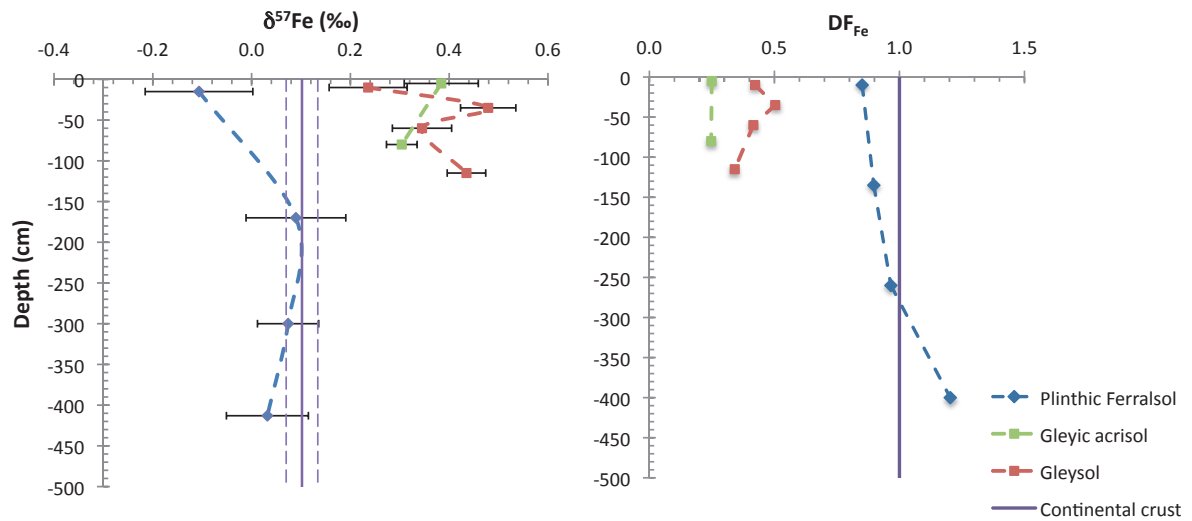 δ57Fe (‰)
-0.4 -0.2 0.0 0.2 0.4 0.6
0
-50
-100
-150
-200
-250
-300
-350
-400
-450
-500
Depth (cm)
DFFe
0.0 0.5 1.0 1.5
0
-50
-100
-150
-200
-250
-300
-350
-400
-450
-500
Plinthic Ferralsol
Gleyic acrisol
Gleysol
Continental crust